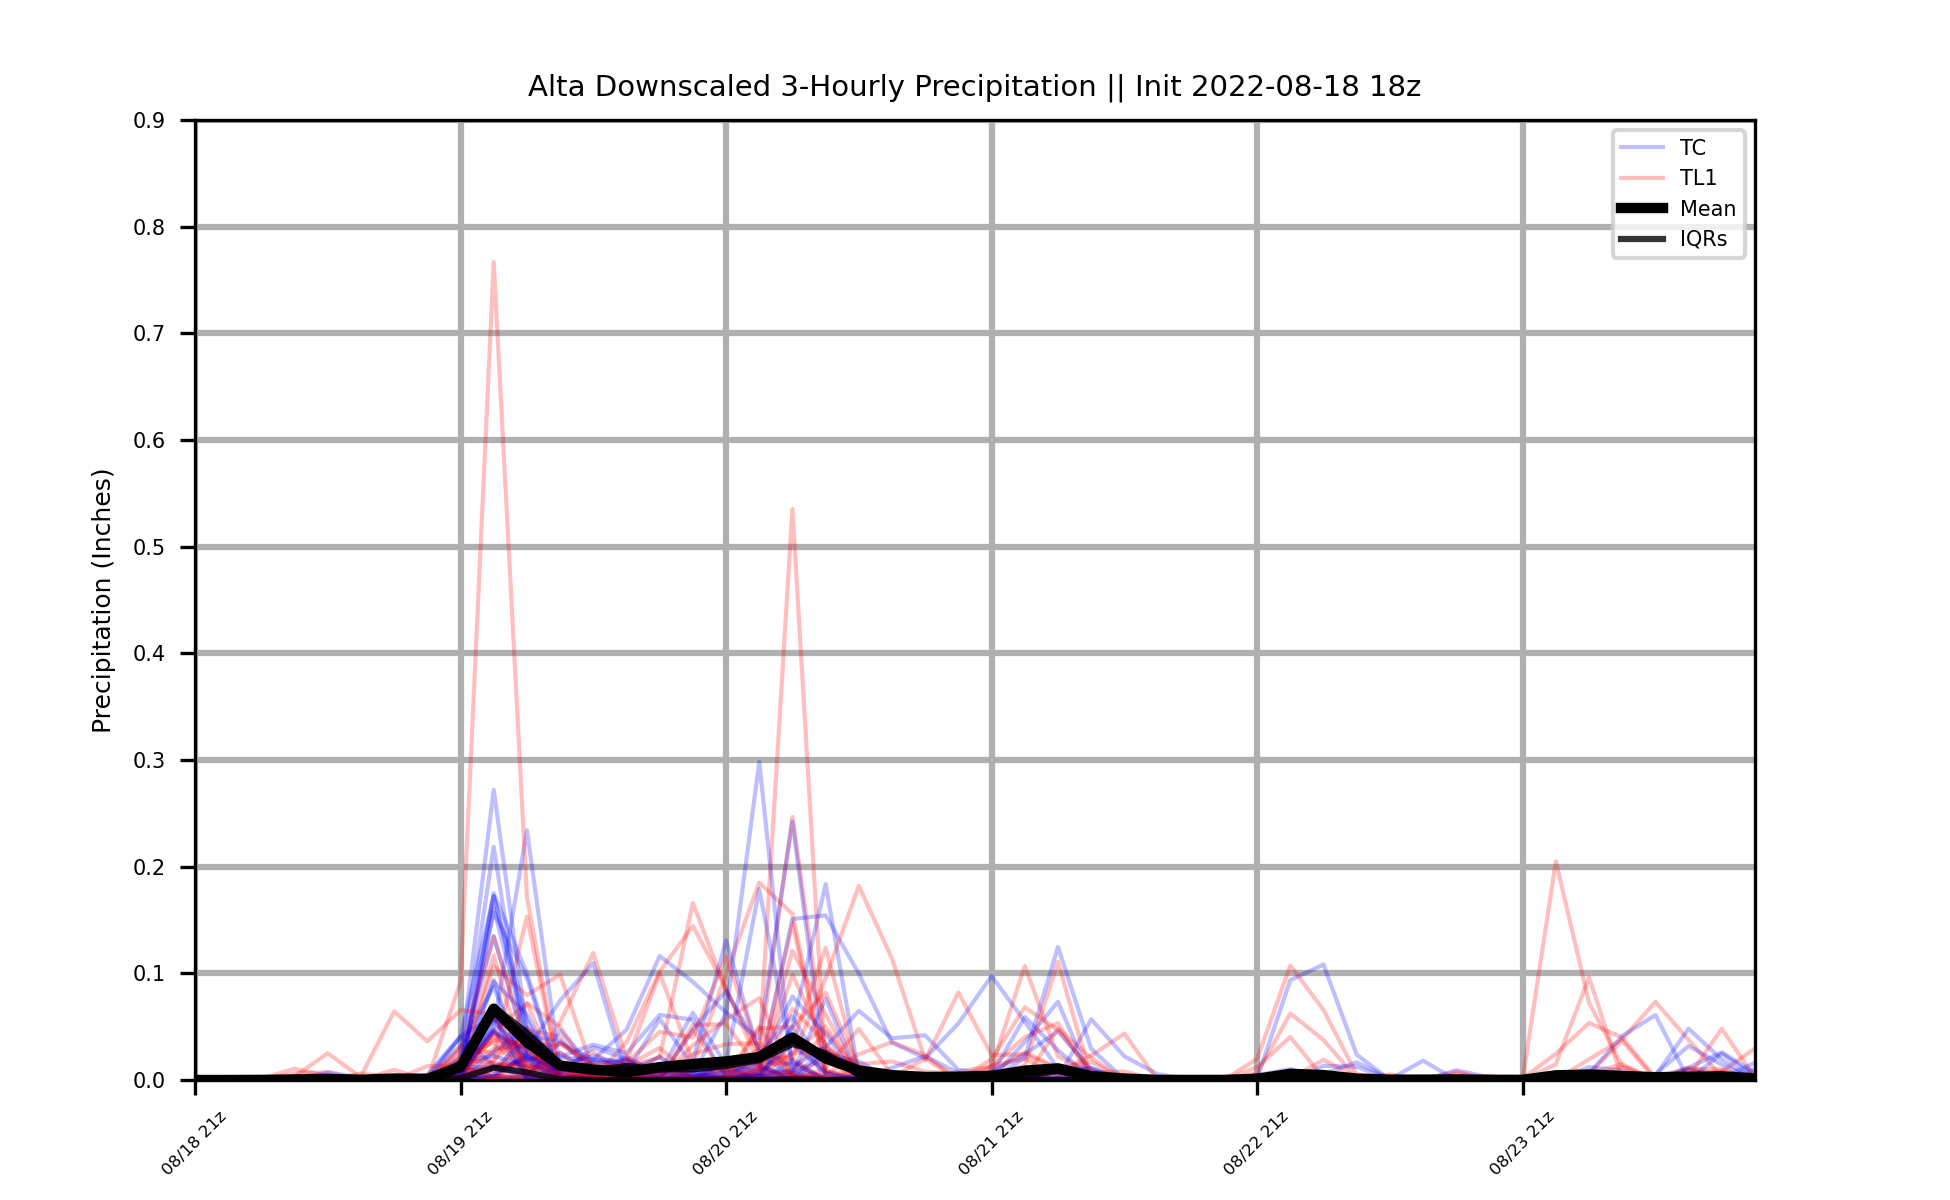 Alta Downscaled 3-Hourly Precipitation || Init 2022-08-18 18z
TC
TL1
Mean
IQRs
Precipitation (Inches)
0.9
0.8
0.7
0.6
0.5
0.4
0.3
0.2
0.1
0.0
08/18 21z
08/19 21z
08/20 21z
08/21 21z
08/22 21z
08/23 21z